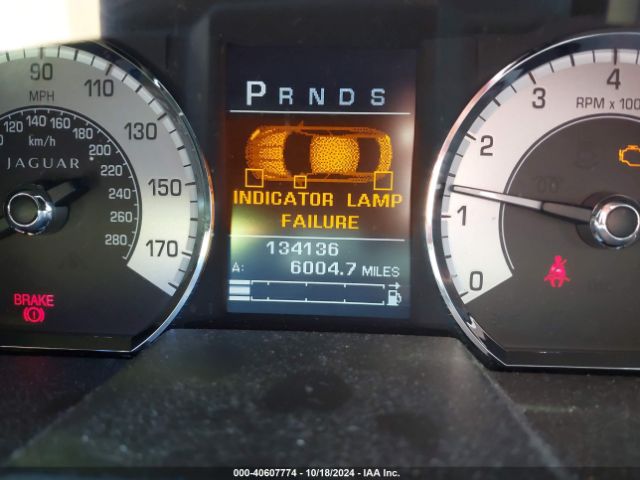 90 110 130 150 170
MPH
120 140 160 180 200 220 240 260 280
km/h
JAGUAR
BRAKE
P R N D S
INDICATOR LAMP
FAILURE
134136
A: 6004.7 MILES
0 1 2 3 4
RPM x 100
000-40607774 - 10/18/2024 - IAA Inc.